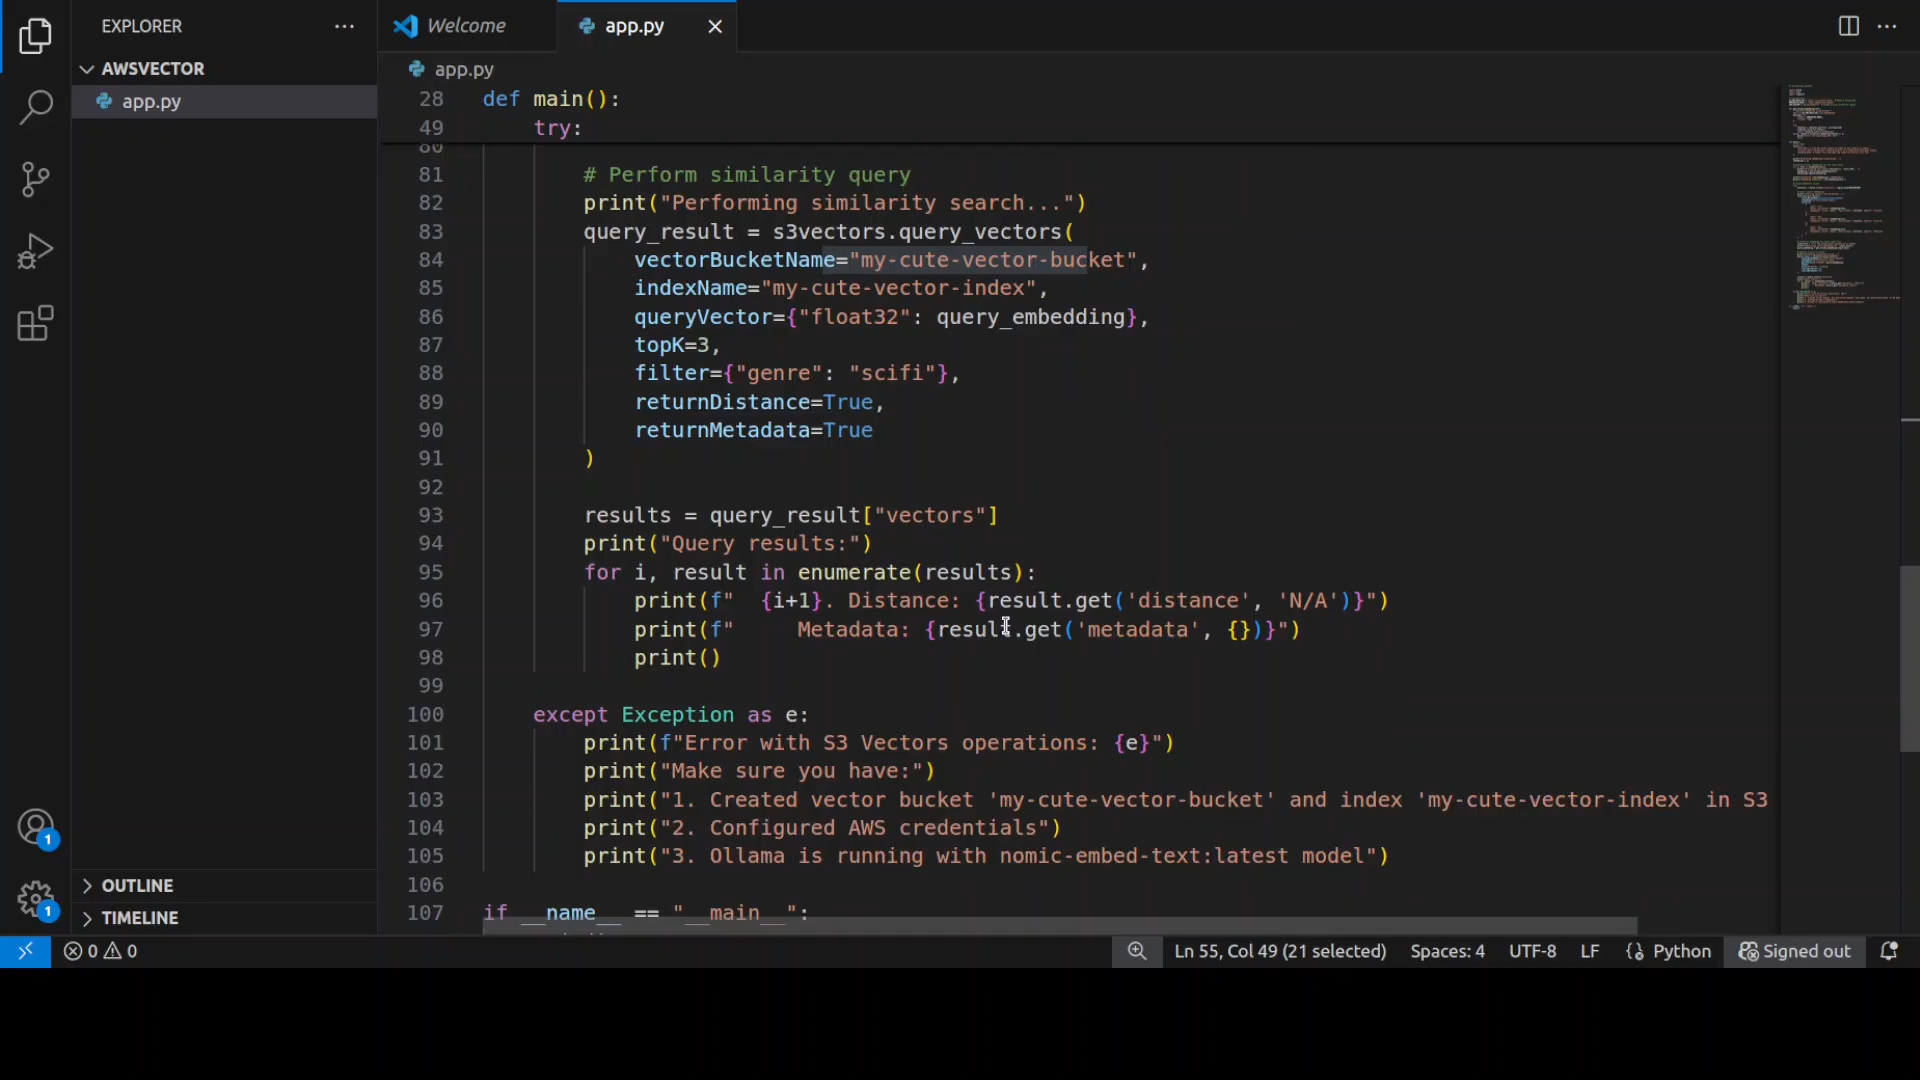 EXPLORER
Welcome
app.py
AWSVECTOR
app.py
app.py
28 def main():
49 try:
80
81 # Perform similarity query
82 print("Performing similarity search...")
83 query_result = s3vectors.query_vectors(
84 vectorBucketName="my-cute-vector-bucket",
85 indexName="my-cute-vector-index",
86 queryVector={"float32": query_embedding},
87 topK=3,
88 filter={"genre": "scifi"},
89 returnDistance=True,
90 returnMetadata=True
91 )
92
93 results = query_result["vectors"]
94 print("Query results:")
95 for i, result in enumerate(results):
96 print(f"  {i+1}. Distance: {result.get('distance', 'N/A')}")
97 print(f"     Metadata: {result.get('metadata', {})}")
98 print()
99
100 except Exception as e:
101 print(f"Error with S3 Vectors operations: {e}")
102 print("Make sure you have:")
103 print("1. Created vector bucket 'my-cute-vector-bucket' and index 'my-cute-vector-index' in S3
104 print("2. Configured AWS credentials")
105 print("3. Ollama is running with nomic-embed-text:latest model")
106
107 if __name__ == "__main__":
1
OUTLINE
1
TIMELINE
0 0 Ln 55, Col 49 (21 selected) Spaces: 4 UTF-8 LF {} Python Signed out